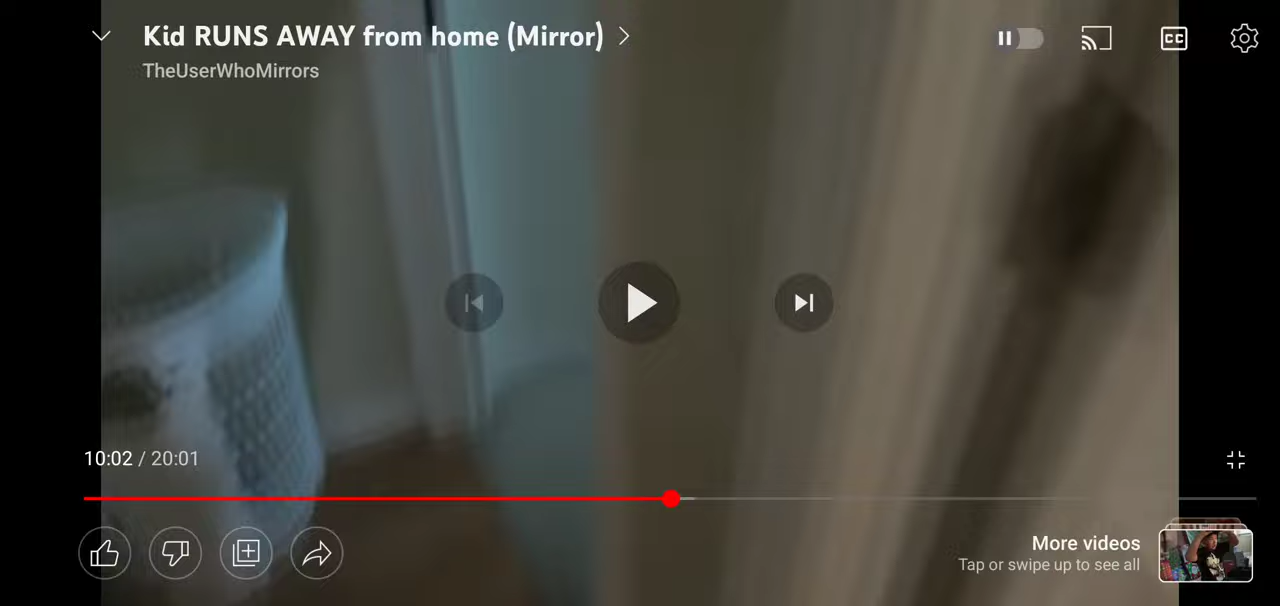 Kid RUNS AWAY from home (Mirror)
TheUserWhoMirrors
CC
10:02 / 20:01
More videos
Tap or swipe up to see all